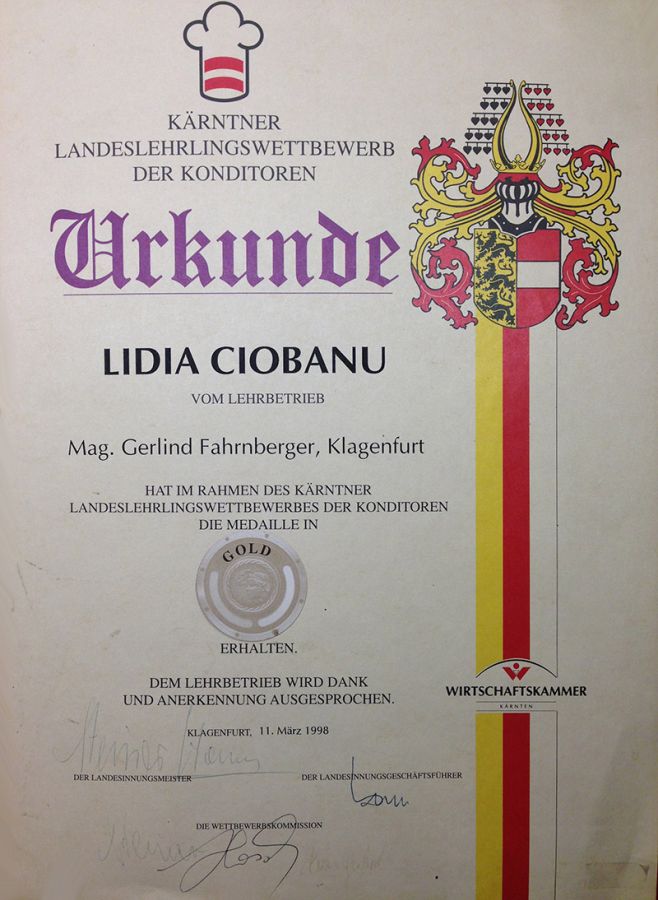 KÄRNTNER
LANDESLEHRLINGSWETTBEWERB
DER KONDITOREN
Urkunde
LIDIA CIOBANU
VOM LEHRBETRIEB
Mag. Gerlind Fahrnberger, Klagenfurt
HAT IM RAHMEN DES KÄRNTNER
LANDESLEHRLINGSWETTBEWERBES DER KONDITOREN
DIE MEDAILLE IN
GOLD
ERHALTEN.
DEM LEHRBETRIEB WIRD DANK
UND ANERKENNUNG AUSGESPROCHEN.
WIRTSCHAFTSKAMMER
KÄRNTEN
KLAGENFURT, 11. März 1998
DER LANDESINNUNGSMEISTER
DER LANDESINNUNGSGESCHÄFTSFÜHRER
DIE WETTBEWERBSKOMMISSION